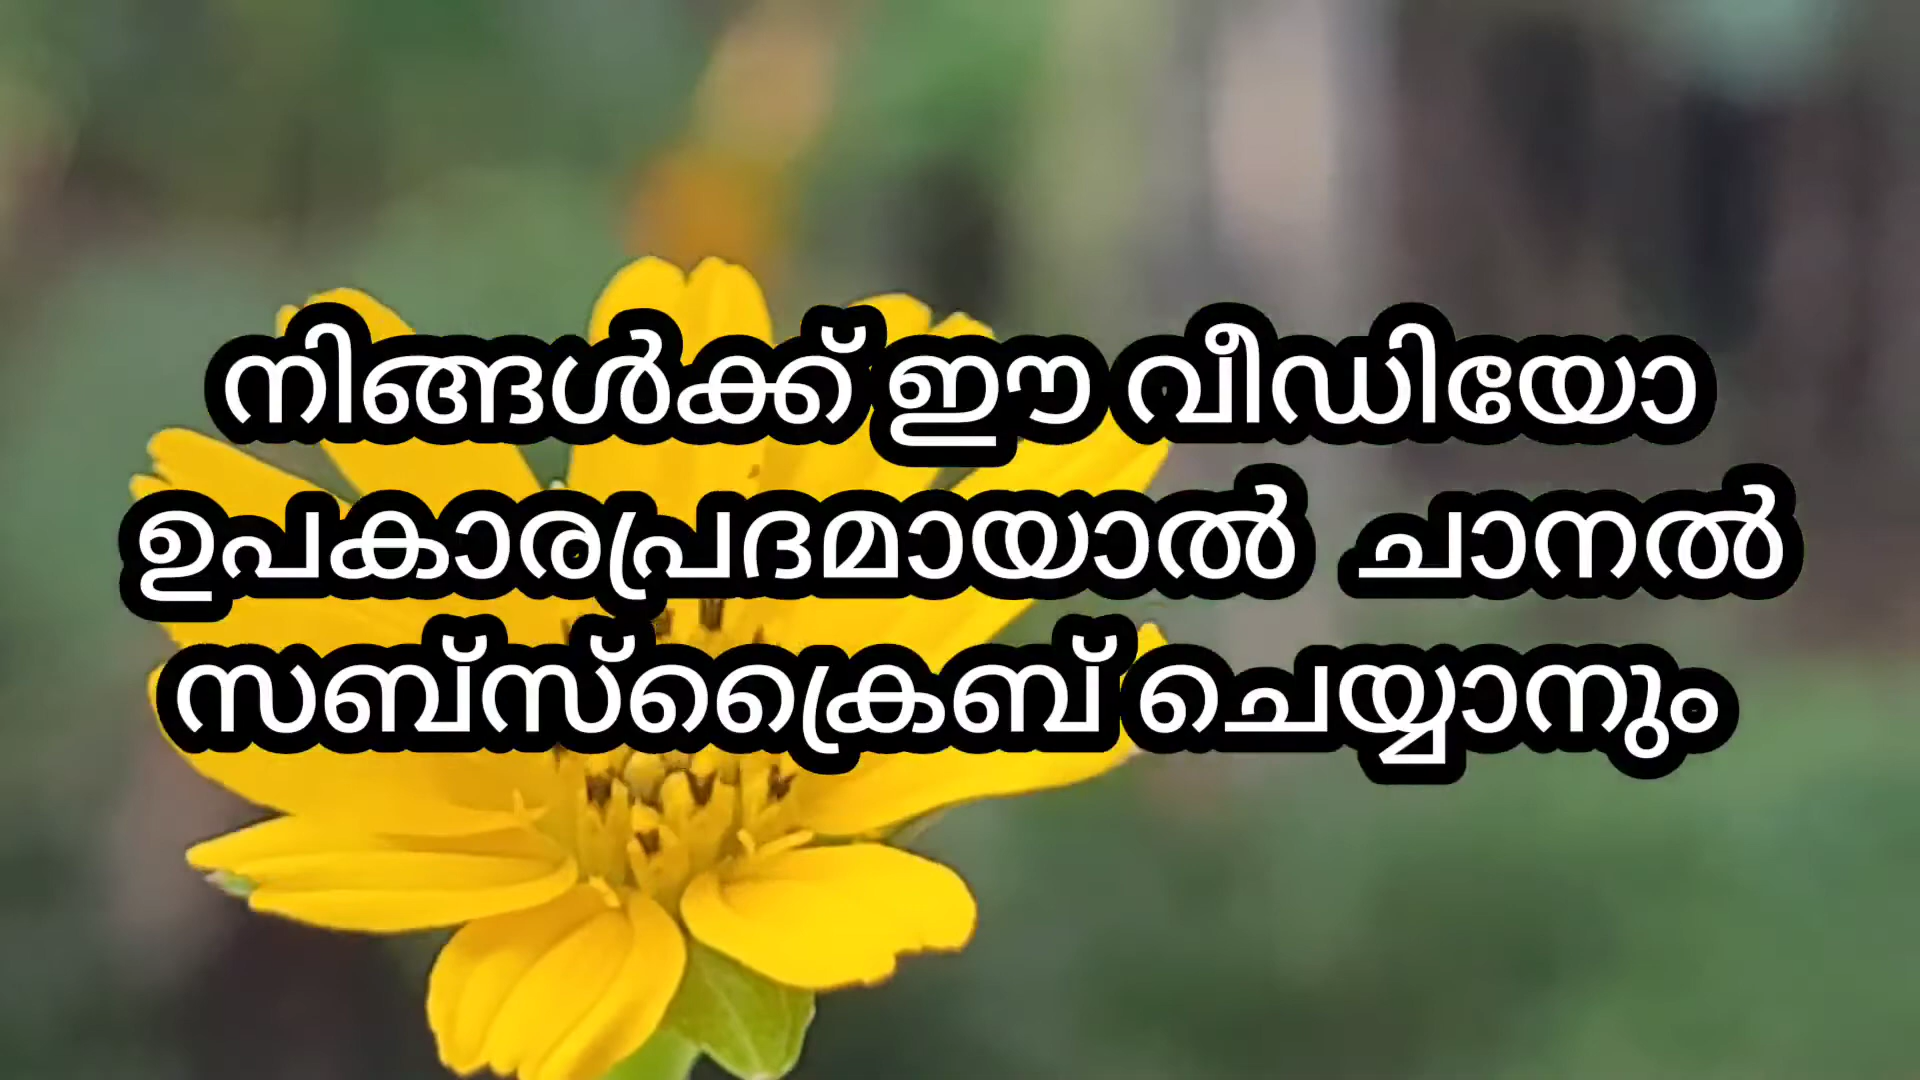 നിങ്ങൾക്ക് ഈ വീഡിയോ
ഉപകാരപ്രദമായാൽ ചാനൽ
സബ്സ്ക്രൈബ് ചെയ്യാനും